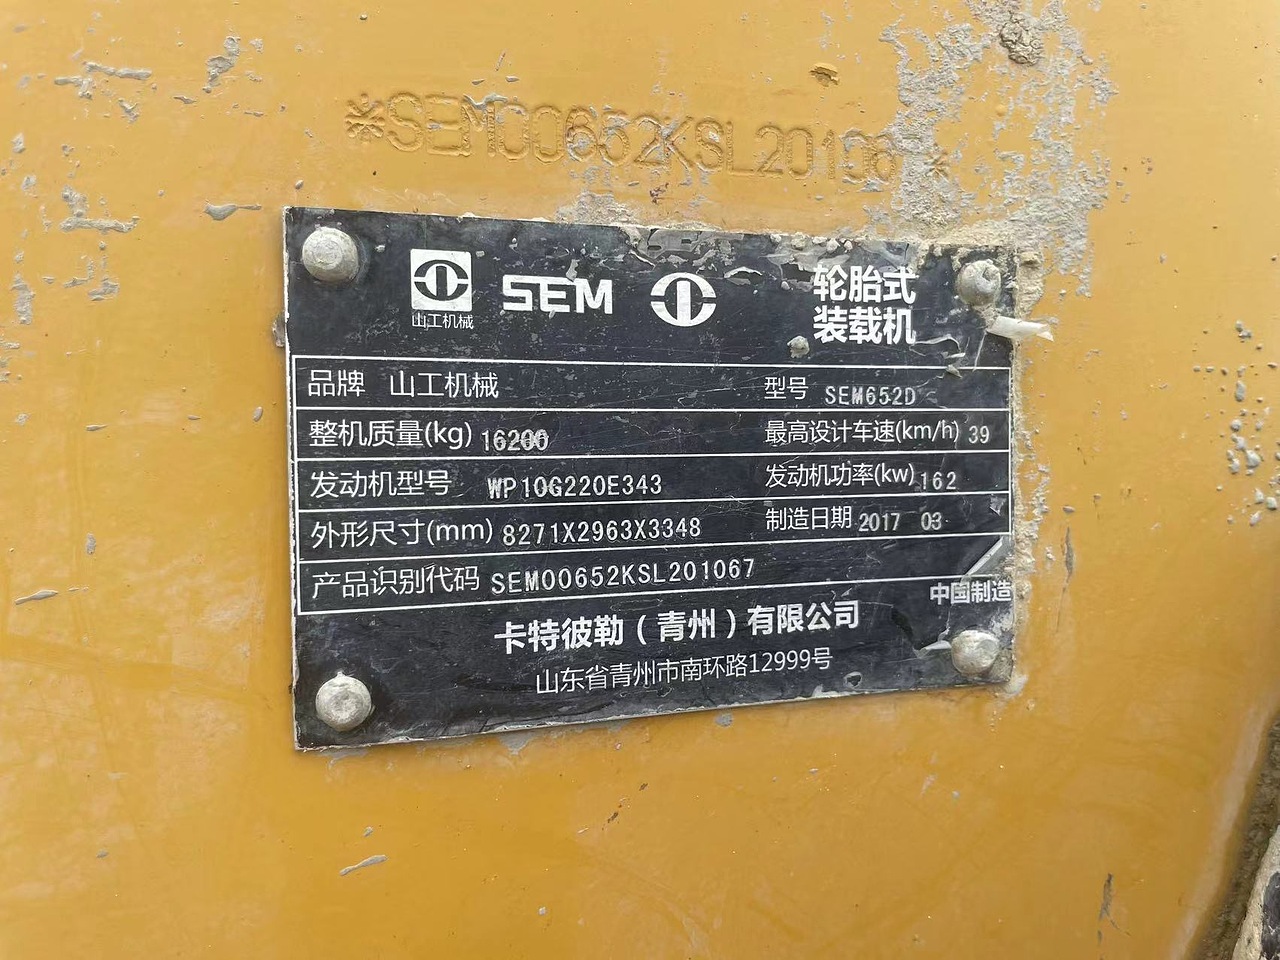 *SEM00652KSL20106 *
山工机械 SEM 轮胎式
装载机
品牌 山工机械 型号 SEM652D
整机质量(kg) 16200 最高设计车速(km/h) 39
发动机型号 WP10G220E343 发动机功率(kw) 162
外形尺寸(mm) 8271X2963X3348 制造日期 2017 03
产品识别代码 SEM00652KSL201067
中国制造
卡特彼勒（青州）有限公司
山东省青州市南环路12999号